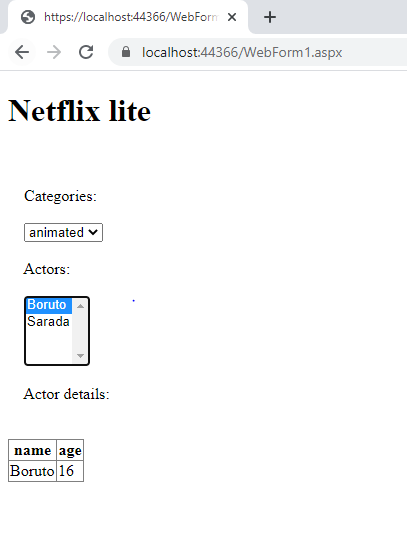 https://localhost:44366/WebForm
localhost:44366/WebForm1.aspx
Netflix lite
Categories:
animated
Actors:
Boruto
Sarada
Actor details:
name age
Boruto 16